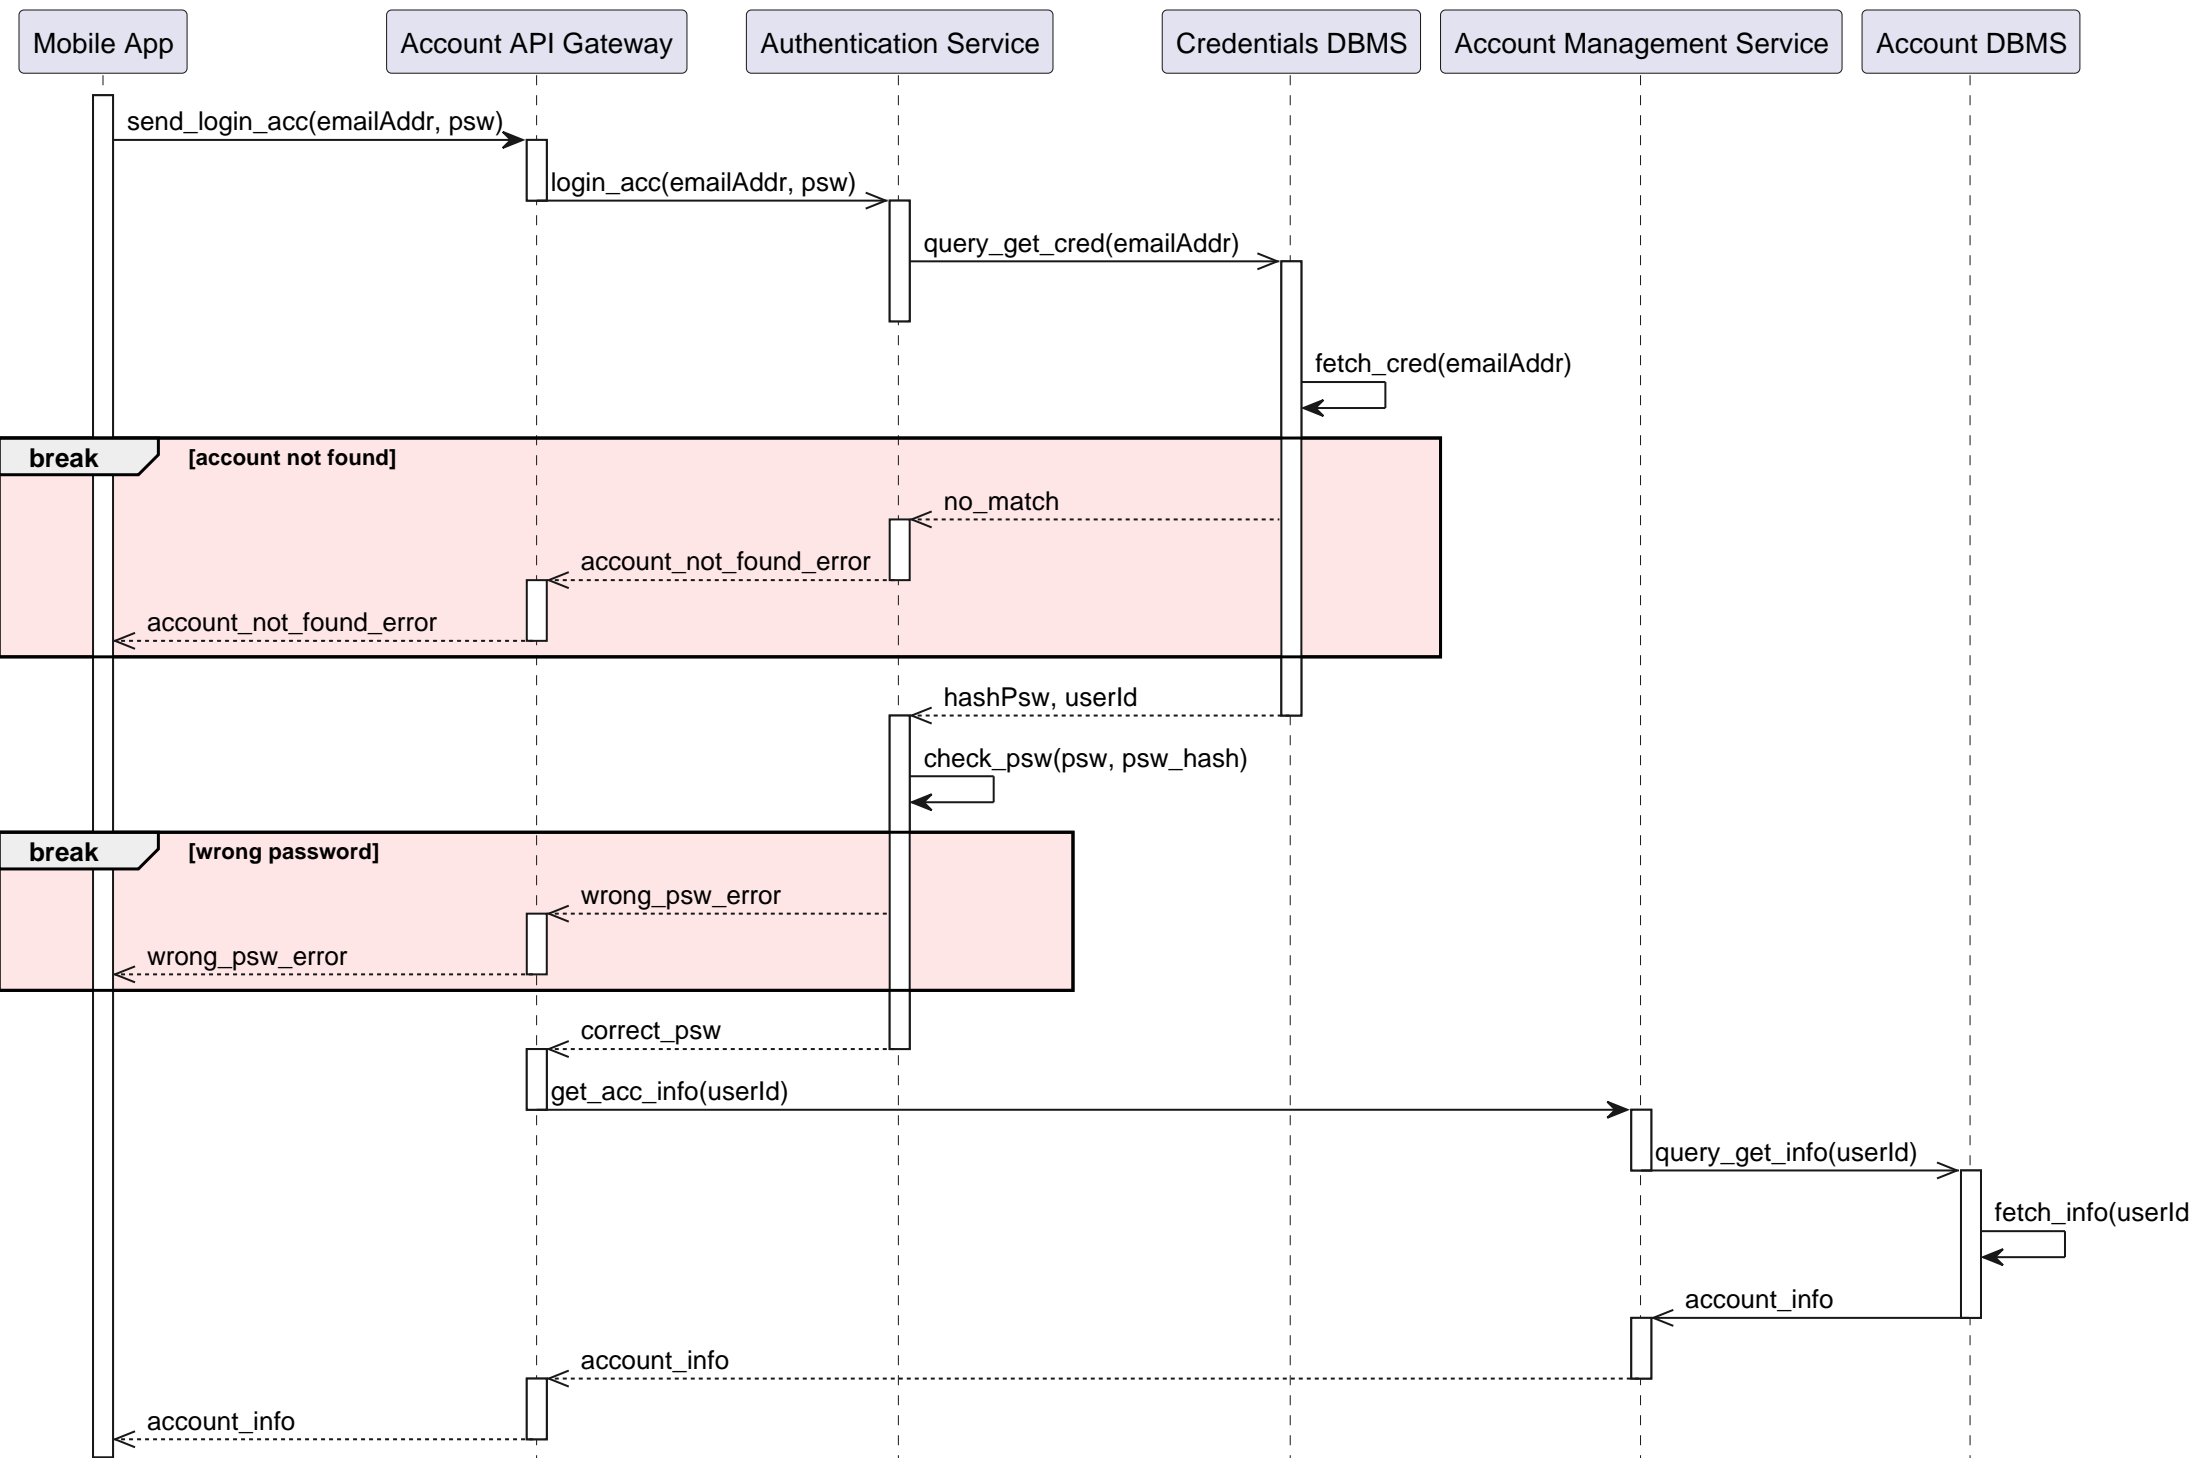 Mobile App
Account API Gateway
Authentication Service
Credentials DBMS
Account Management Service
Account DBMS
send_login_acc(emailAddr, psw)
login_acc(emailAddr, psw)
query_get_cred(emailAddr)
fetch_cred(emailAddr)
break [account not found]
no_match
account_not_found_error
account_not_found_error
hashPsw, userId
check_psw(psw, psw_hash)
break [wrong password]
wrong_psw_error
wrong_psw_error
correct_psw
get_acc_info(userId)
query_get_info(userId)
fetch_info(userId
account_info
account_info
account_info